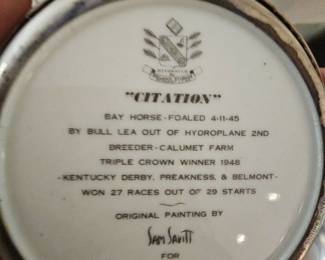 "CITATION"
BAY HORSE-FOALED 4-11-45
BY BULL LEA OUT OF HYDROPLANE 2ND
BREEDER-CALUMET FARM
TRIPLE CROWN WINNER 1948
-KENTUCKY DERBY, PREAKNESS, & BELMONT-
WON 27 RACES OUT OF 29 STARTS
ORIGINAL PAINTING BY
SAM SAVITT
FOR